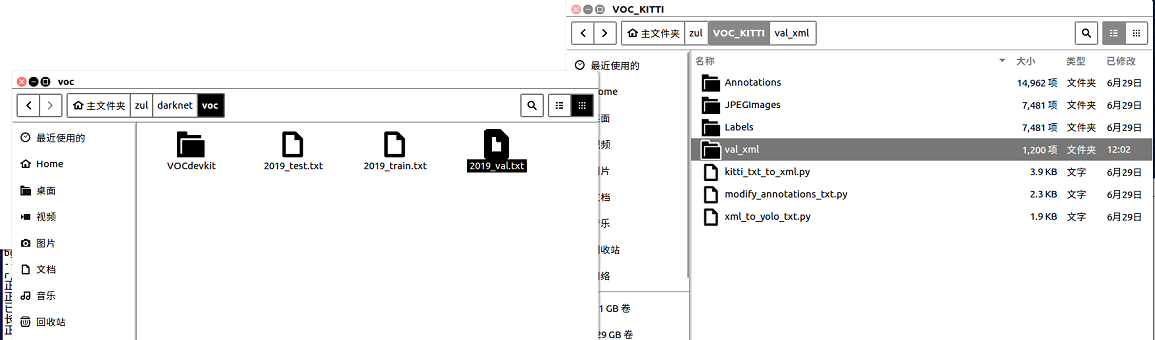 VOC_KITTI
主文件夹 zul VOC_KITTI val_xml
最近使用的
名称 大小 类型 已修改
Annotations 14,962 项 文件夹 6月29日
JPEGImages 7,481 项 文件夹 6月29日
Labels 7,481 项 文件夹 6月29日
val_xml 1,200 项 文件夹 12:02
kitti_txt_to_xml.py 3.9 KB 文字 6月29日
modify_annotations_txt.py 2.3 KB 文字 6月29日
xml_to_yolo_txt.py 1.9 KB 文字 6月29日
ome
面
频
片
文档
音乐
回收站
网络
1 GB 卷
29 GB 卷
voc
主文件夹 zul darknet voc
最近使用的
Home
桌面
视频
图片
文档
音乐
回收站
VOCdevkit 2019_test.txt 2019_train.txt 2019_val.txt